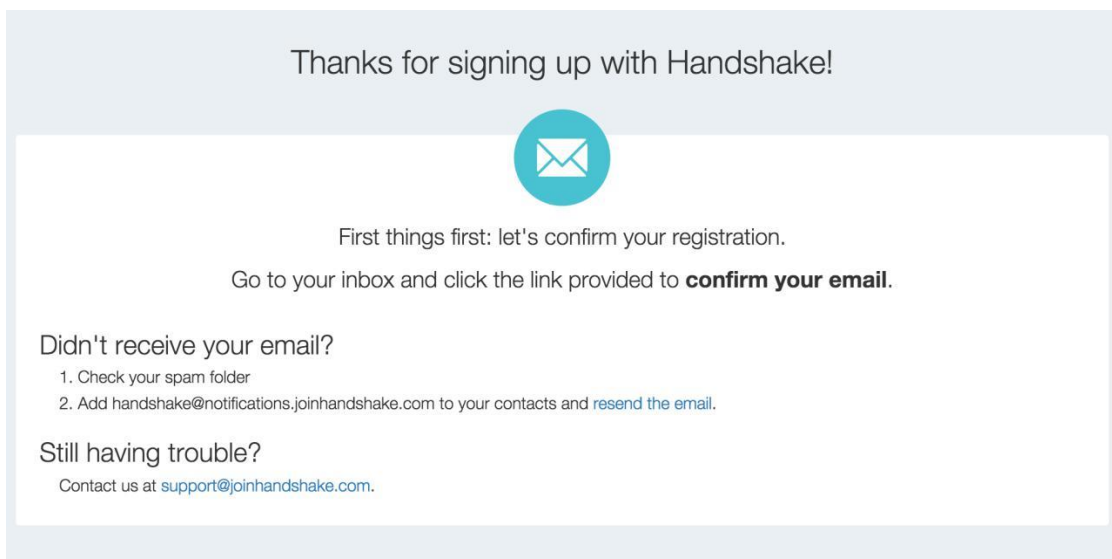 Thanks for signing up with Handshake!
First things first: let's confirm your registration.
Go to your inbox and click the link provided to confirm your email.
Didn't receive your email?
1. Check your spam folder
2. Add handshake@notifications.joinhandshake.com to your contacts and resend the email.
Still having trouble?
Contact us at support@joinhandshake.com.